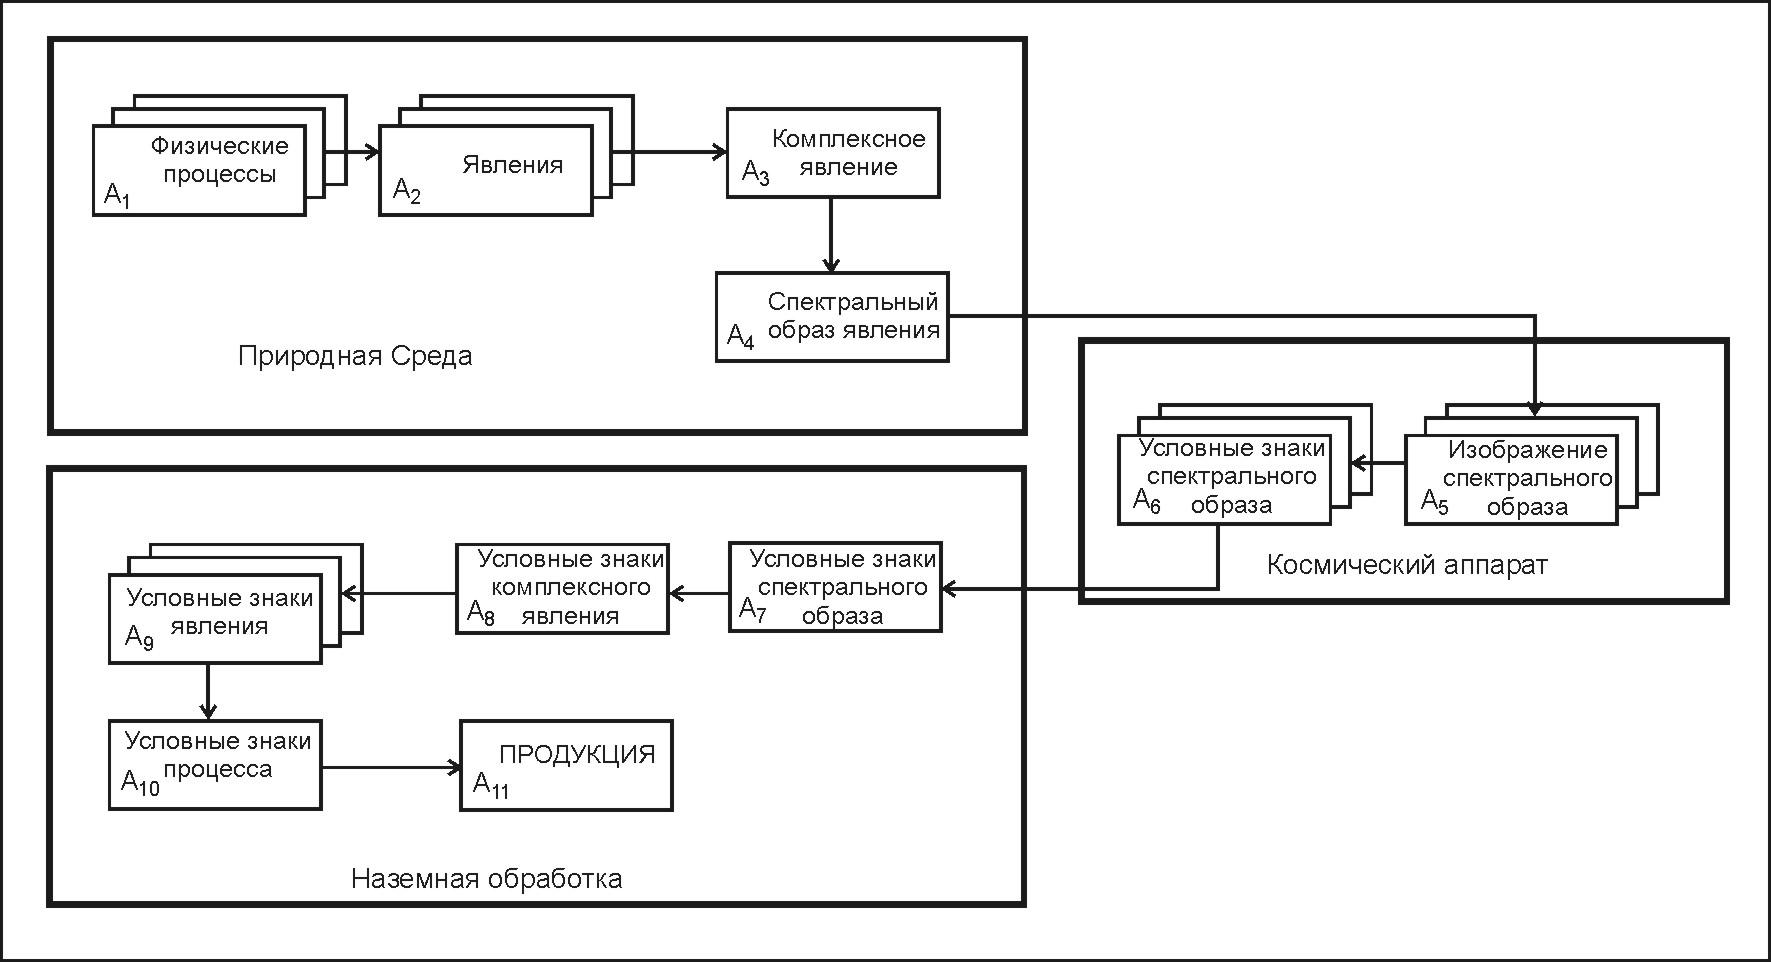 Физические
процессы
A1
Явления
A2
Комплексное
явление
A3
Спектральный
образ явления
A4
Природная Среда
Изображение
спектрального
образа
A5
Условные знаки
спектрального
образа
A6
Космический аппарат
Условные знаки
спектрального
образа
A7
Условные знаки
комплексного
явления
A8
Условные знаки
явления
A9
Условные знаки
процесса
A10
ПРОДУКЦИЯ
A11
Наземная обработка